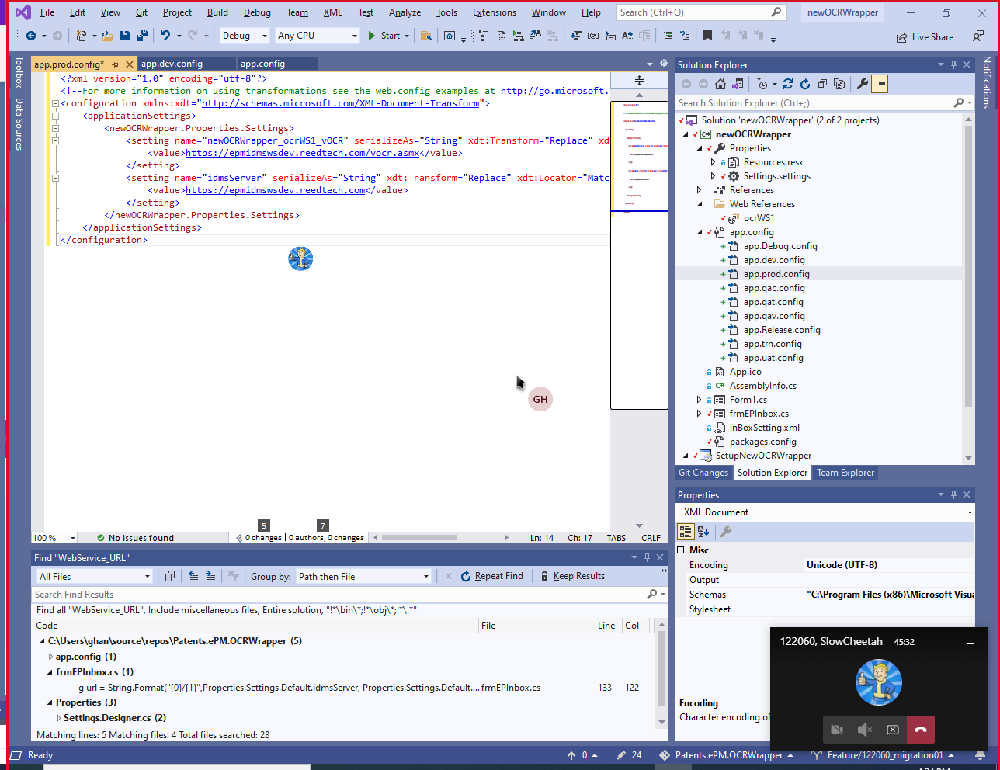 File Edit View Git Project Build Debug Team XML Test Analyze Tools Extensions Window Help Search (Ctrl+Q) newOCRWrapper
Debug Any CPU Start Live Share
Toolbox
Data Sources
Notifications
app.prod.config* app.dev.config app.config
<?xml version="1.0" encoding="utf-8"?>
<!--For more information on using transformations see the web.config examples at http://go.microsoft.
<configuration xmlns:xdt="http://schemas.microsoft.com/XML-Document-Transform">
<applicationSettings>
<newOCRWrapper.Properties.Settings>
<setting name="newOCRWrapper_ocrWS1_vOCR" serializeAs="String" xdt:Transform="Replace" xdt
<value>https://epmidmswsdev.reedtech.com/vocr.asmx</value>
</setting>
<setting name="idmsServer" serializeAs="String" xdt:Transform="Replace" xdt:Locator="Matc
<value>https://epmidmswsdev.reedtech.com</value>
</setting>
</newOCRWrapper.Properties.Settings>
</applicationSettings>
</configuration>
GH
5 7
100 % No issues found 0 changes | 0 authors, 0 changes Ln: 14 Ch: 17 TABS CRLF
Find "WebService_URL"
All Files Group by: Path then File Repeat Find Keep Results
Search Find Results
Find all "WebService_URL", Include miscellaneous files, Entire solution, "!*\bin\*;!*\obj\*;!*\.*"
Code File Line Col
C:\Users\ghan\source\repos\Patents.ePM.OCRWrapper (5)
app.config (1)
frmEPInbox.cs (1)
g url = String.Format("{0}/{1}",Properties.Settings.Default.idmsServer, Properties.Settings.Default.... frmEPInbox.cs 133 122
Properties (3)
Settings.Designer.cs (2)
Matching lines: 5 Matching files: 4 Total files searched: 28
Solution Explorer
Search Solution Explorer (Ctrl+;)
Solution 'newOCRWrapper' (2 of 2 projects)
newOCRWrapper
Properties
Resources.resx
Settings.settings
References
Web References
ocrWS1
app.config
app.Debug.config
app.dev.config
app.prod.config
app.qac.config
app.qat.config
app.qav.config
app.Release.config
app.trn.config
app.uat.config
App.ico
AssemblyInfo.cs
Form1.cs
frmEPInbox.cs
InBoxSetting.xml
packages.config
SetupNewOCRWrapper
Git Changes Solution Explorer Team Explorer
Properties
XML Document
Misc
Encoding Unicode (UTF-8)
Output
Schemas "C:\Program Files (x86)\Microsoft Visua
Stylesheet
Encoding
Character encoding of
122060, SlowCheetah 45:32
Ready 0 24 Patents.ePM.OCRWrapper Feature/122060_migration01